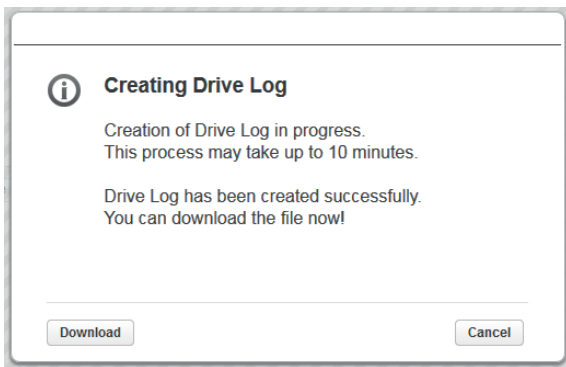 Creating Drive Log
Creation of Drive Log in progress.
This process may take up to 10 minutes.
Drive Log has been created successfully.
You can download the file now!
Download
Cancel